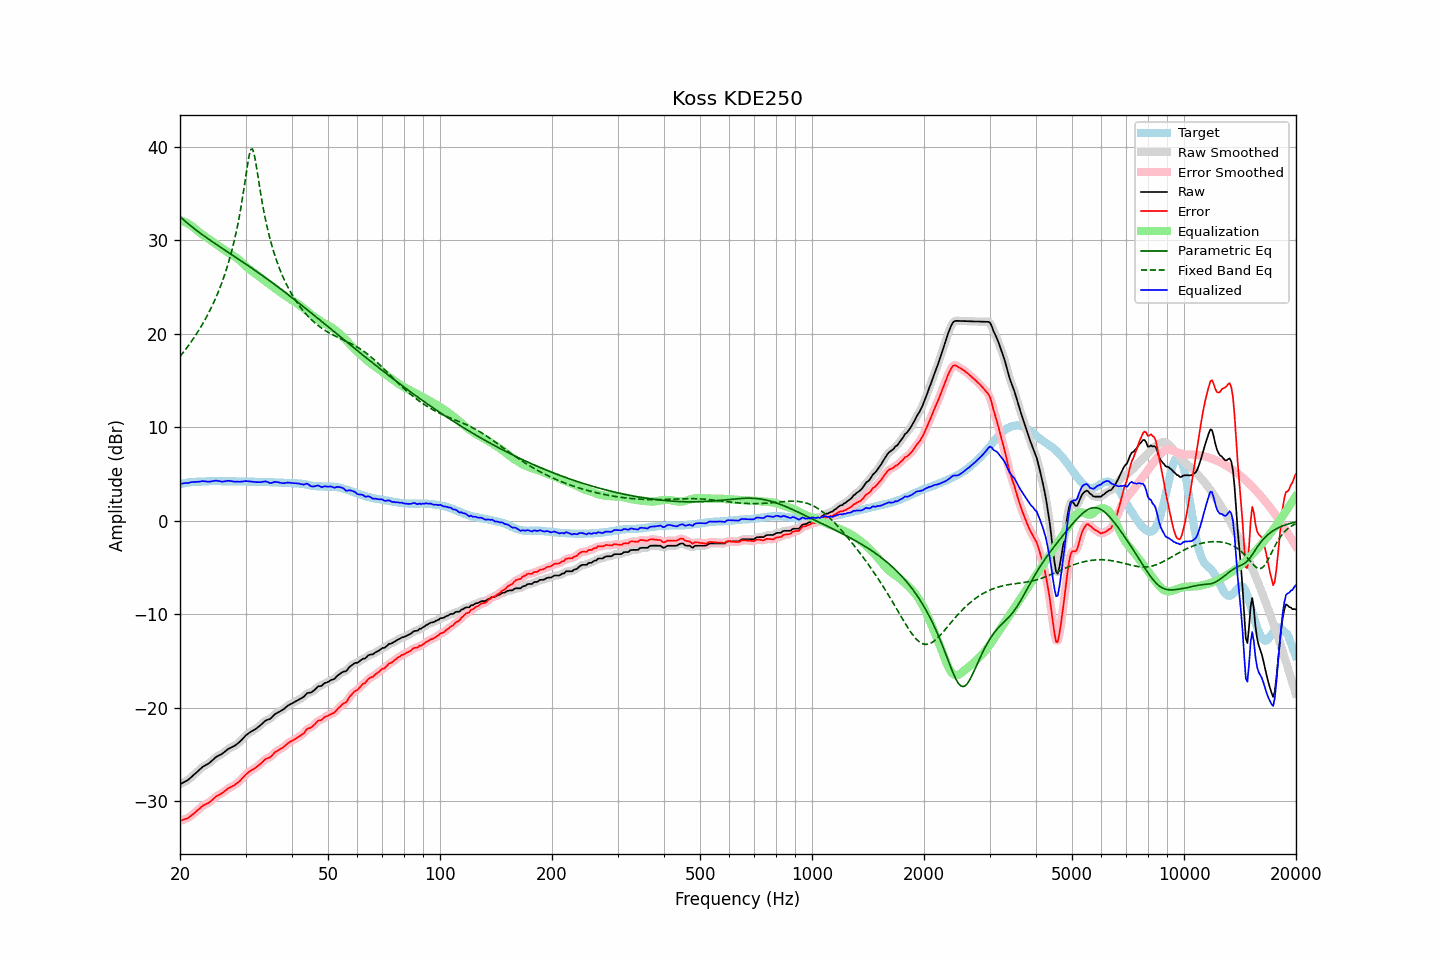 Koss KDE250
Target
Raw Smoothed
Error Smoothed
Raw
Error
Equalization
Parametric Eq
Fixed Band Eq
Equalized
Amplitude (dBr)
40
30
20
10
0
−10
−20
−30
20
50
100
200
500
1000
2000
5000
10000
20000
Frequency (Hz)